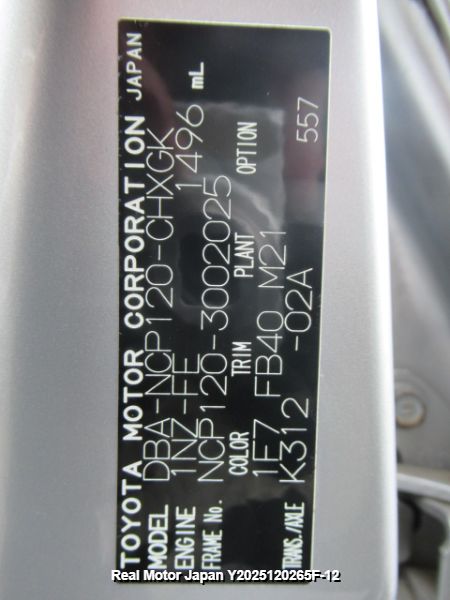 TOYOTA MOTOR CORPORATION JAPAN
MODEL DBA-NCP120-CHXGK
ENGINE 1NZ-FE 1496 mL
FRAME No. NCP120-3002025
COLOR TRIM PLANT OPTION
1F7 FB40 M21
TRANS./AXLE K312 -02A 557
Real Motor Japan Y2025120265F-12